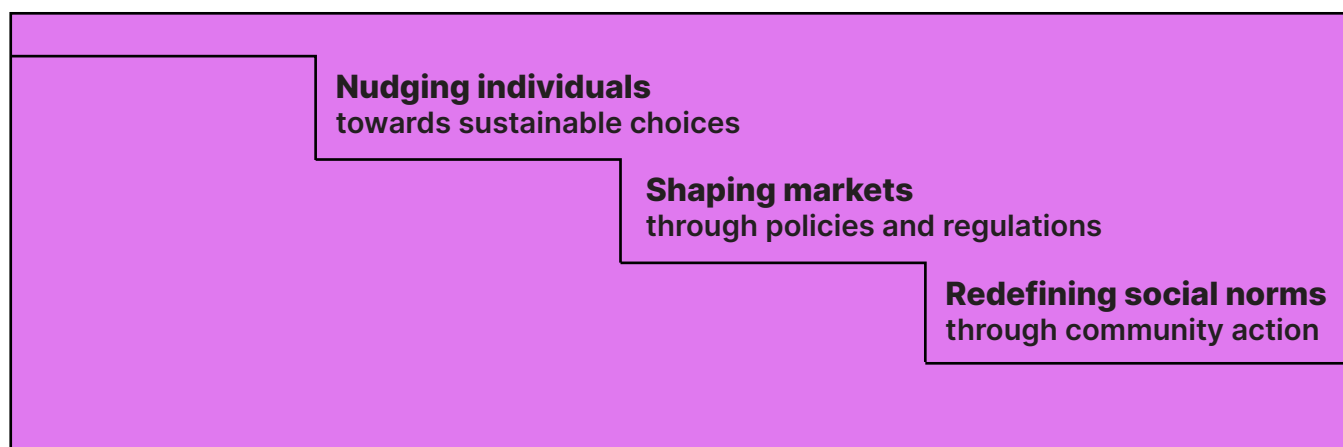 Nudging individuals
towards sustainable choices
Shaping markets
through policies and regulations
Redefining social norms
through community action